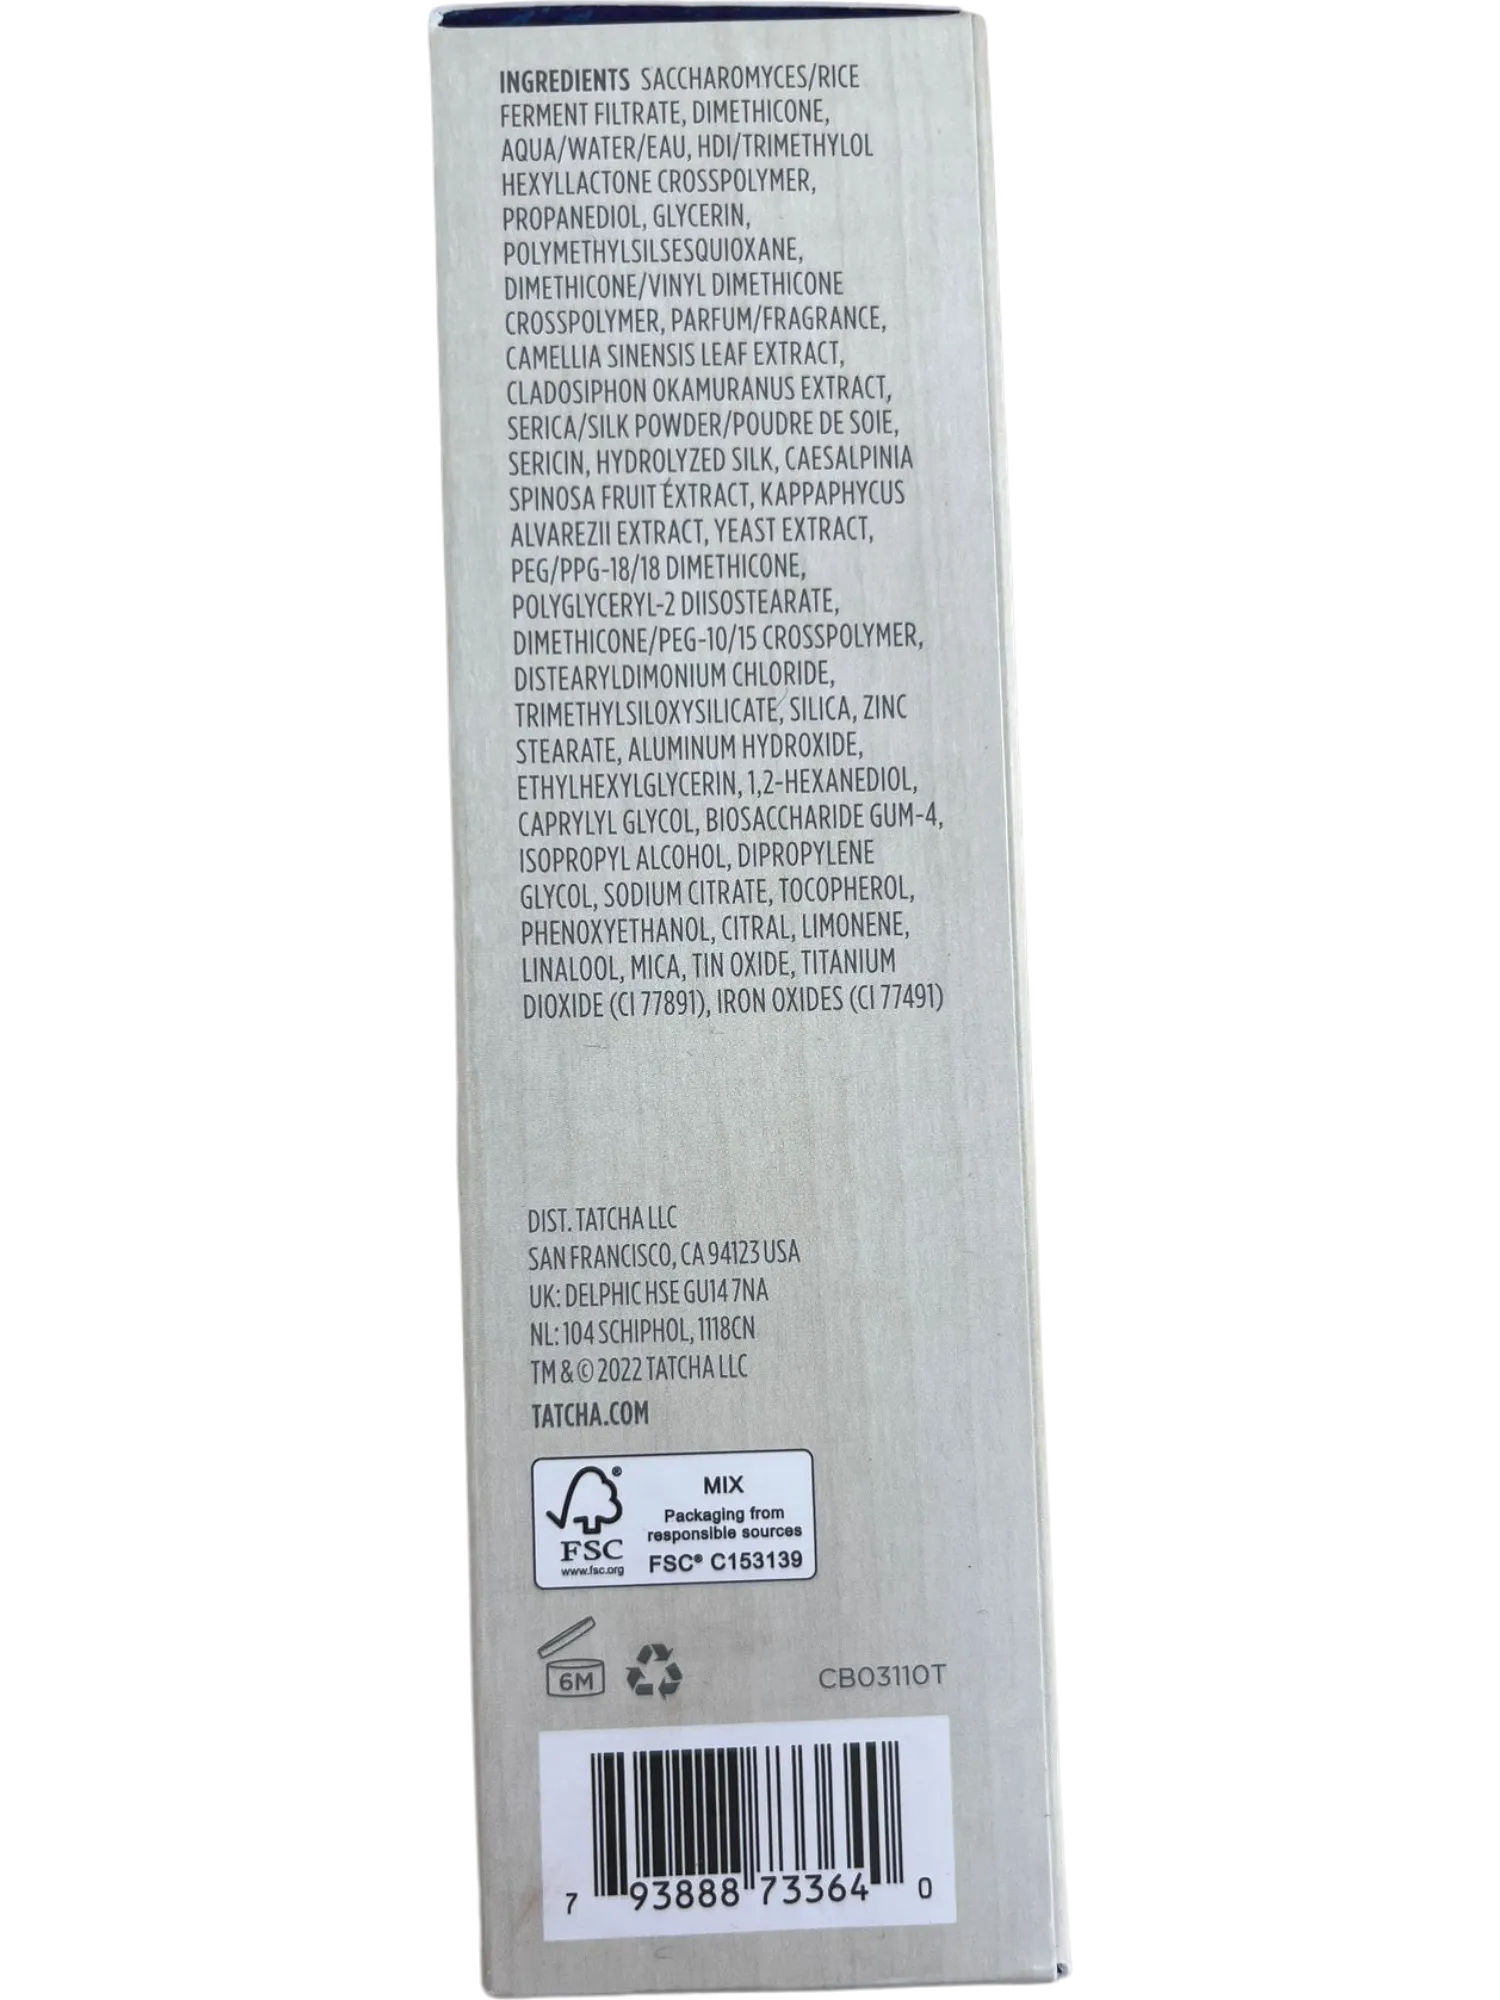 INGREDIENTS SACCHAROMYCES/RICE
FERMENT FILTRATE, DIMETHICONE,
AQUA/WATER/EAU, HDI/TRIMETHYLOL
HEXYLLACTONE CROSSPOLYMER,
PROPANEDIOL, GLYCERIN,
POLYMETHYLSILSESQUIOXANE,
DIMETHICONE/VINYL DIMETHICONE
CROSSPOLYMER, PARFUM/FRAGRANCE,
CAMELLIA SINENSIS LEAF EXTRACT,
CLADOSIPHON OKAMURANUS EXTRACT,
SERICA/SILK POWDER/POUDRE DE SOIE,
SERICIN, HYDROLYZED SILK, CAESALPINIA
SPINOSA FRUIT EXTRACT, KAPPAPHYCUS
ALVAREZII EXTRACT, YEAST EXTRACT,
PEG/PPG-18/18 DIMETHICONE,
POLYGLYCERYL-2 DIISOSTEARATE,
DIMETHICONE/PEG-10/15 CROSSPOLYMER,
DISTEARYLDIMONIUM CHLORIDE,
TRIMETHYLSILOXYSILICATE, SILICA, ZINC
STEARATE, ALUMINUM HYDROXIDE,
ETHYLHEXYLGLYCERIN, 1,2-HEXANEDIOL,
CAPRYLYL GLYCOL, BIOSACCHARIDE GUM-4,
ISOPROPYL ALCOHOL, DIPROPYLENE
GLYCOL, SODIUM CITRATE, TOCOPHEROL,
PHENOXYETHANOL, CITRAL, LIMONENE,
LINALOOL, MICA, TIN OXIDE, TITANIUM
DIOXIDE (CI 77891), IRON OXIDES (CI 77491)
DIST. TATCHA LLC
SAN FRANCISCO, CA 94123 USA
UK: DELPHIC HSE GU14 7NA
NL: 104 SCHIPHOL, 1118CN
TM & © 2022 TATCHA LLC
TATCHA.COM
MIX
Packaging from
responsible sources
FSC® C153139
FSC
www.fsc.org
6M
CB03110T
7 93888 73364 0